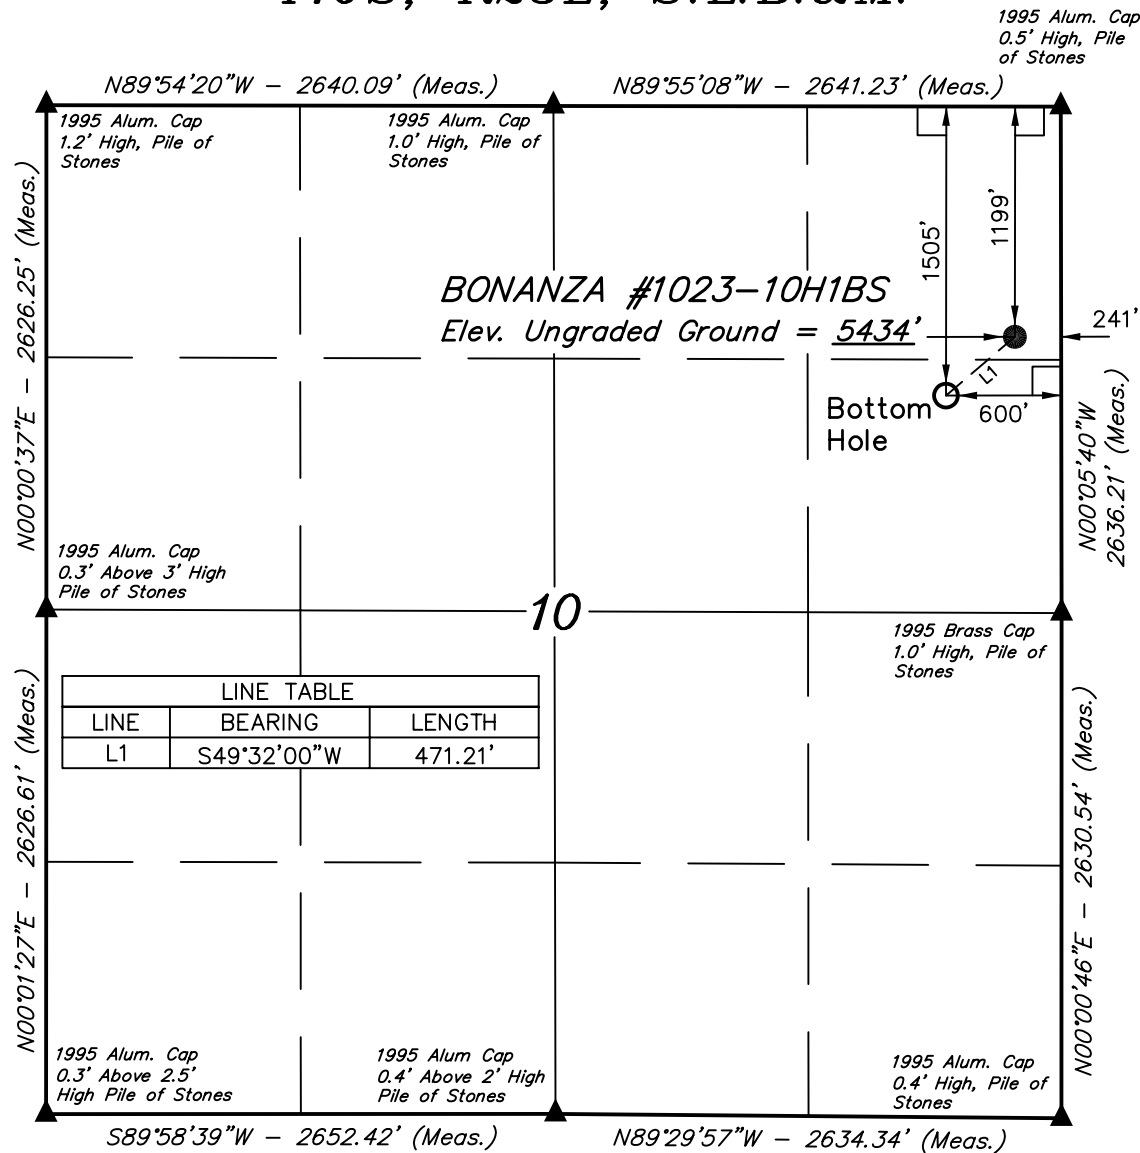 1995 Alum. Cap
0.5' High, Pile
of Stones
N89°54'20"W – 2640.09' (Meas.)
N89°55'08"W – 2641.23' (Meas.)
1995 Alum. Cap
1.2' High, Pile of
Stones
1995 Alum. Cap
1.0' High, Pile of
Stones
N00°00'37"E – 2626.25' (Meas.)
1505'
1199'
BONANZA #1023–10H1BS
Elev. Ungraded Ground = 5434'
241'
L1
600'
Bottom
Hole
N00°05'40"W
2636.21' (Meas.)
1995 Alum. Cap
0.3' Above 3' High
Pile of Stones
10
1995 Brass Cap
1.0' High, Pile of
Stones
LINE TABLE
LINE BEARING LENGTH
L1 S49°32'00"W 471.21'
N00°01'27"E – 2626.61' (Meas.)
N00°00'46"E – 2630.54' (Meas.)
1995 Alum. Cap
0.3' Above 2.5'
High Pile of Stones
1995 Alum Cap
0.4' Above 2' High
Pile of Stones
1995 Alum. Cap
0.4' High, Pile of
Stones
S89°58'39"W – 2652.42' (Meas.)
N89°29'57"W – 2634.34' (Meas.)